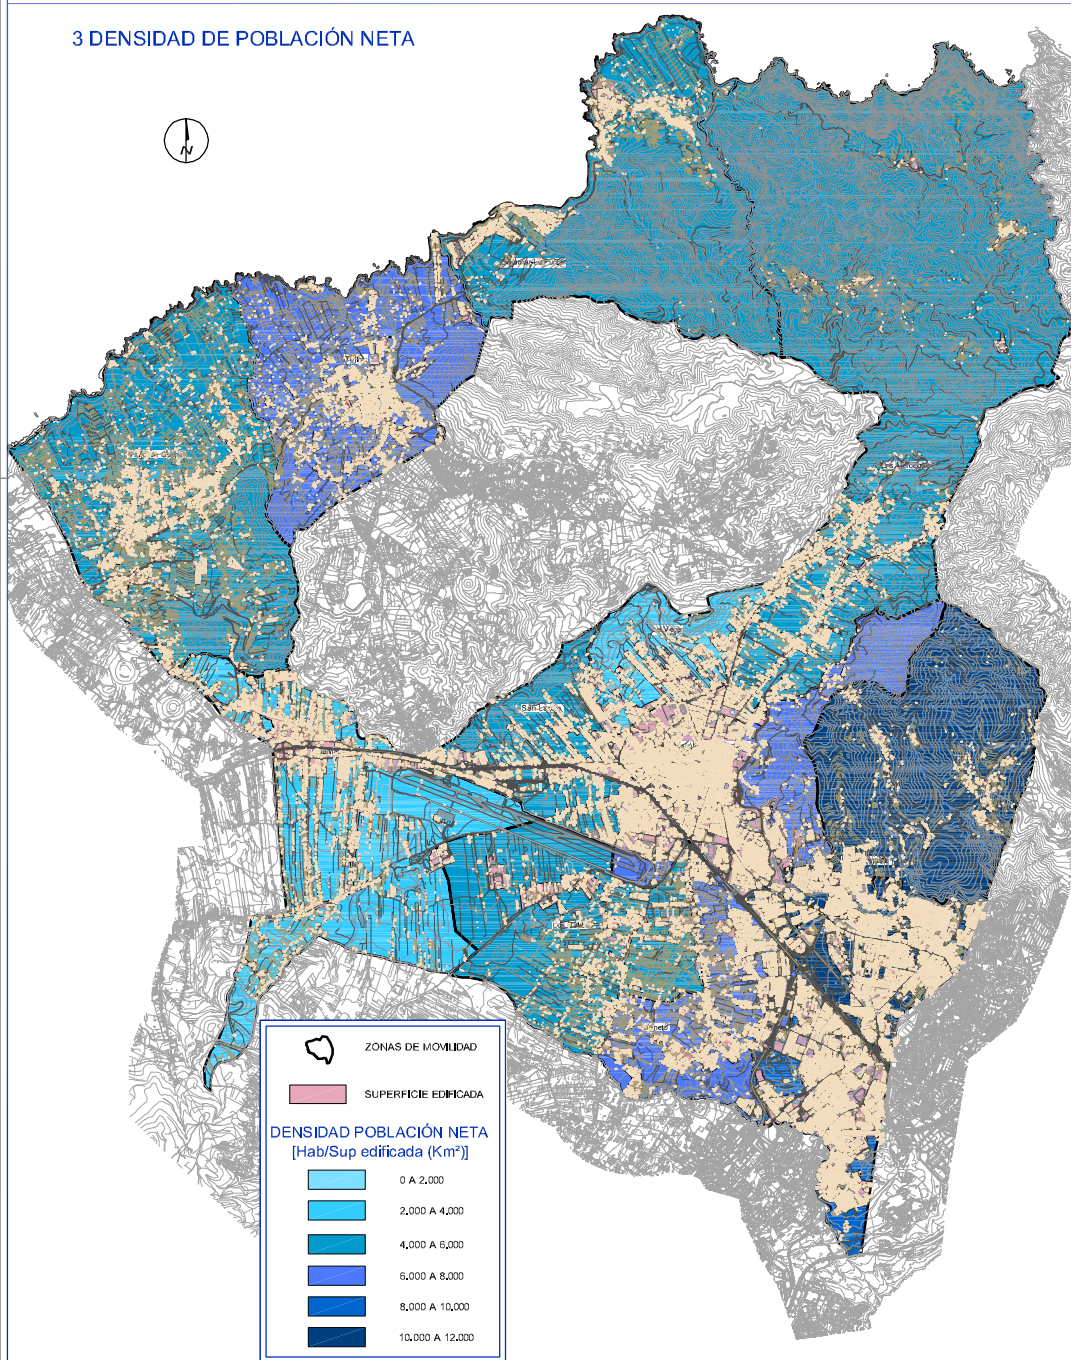 3 DENSIDAD DE POBLACIÓN NETA
N
ZONAS DE MOVILIDAD
SUPERFICIE EDIFICADA
DENSIDAD POBLACIÓN NETA
[Hab/Sup edificada (Km²)]
0 A 2.000
2.000 A 4.000
4.000 A 6.000
6.000 A 8.000
8.000 A 10.000
10.000 A 12.000